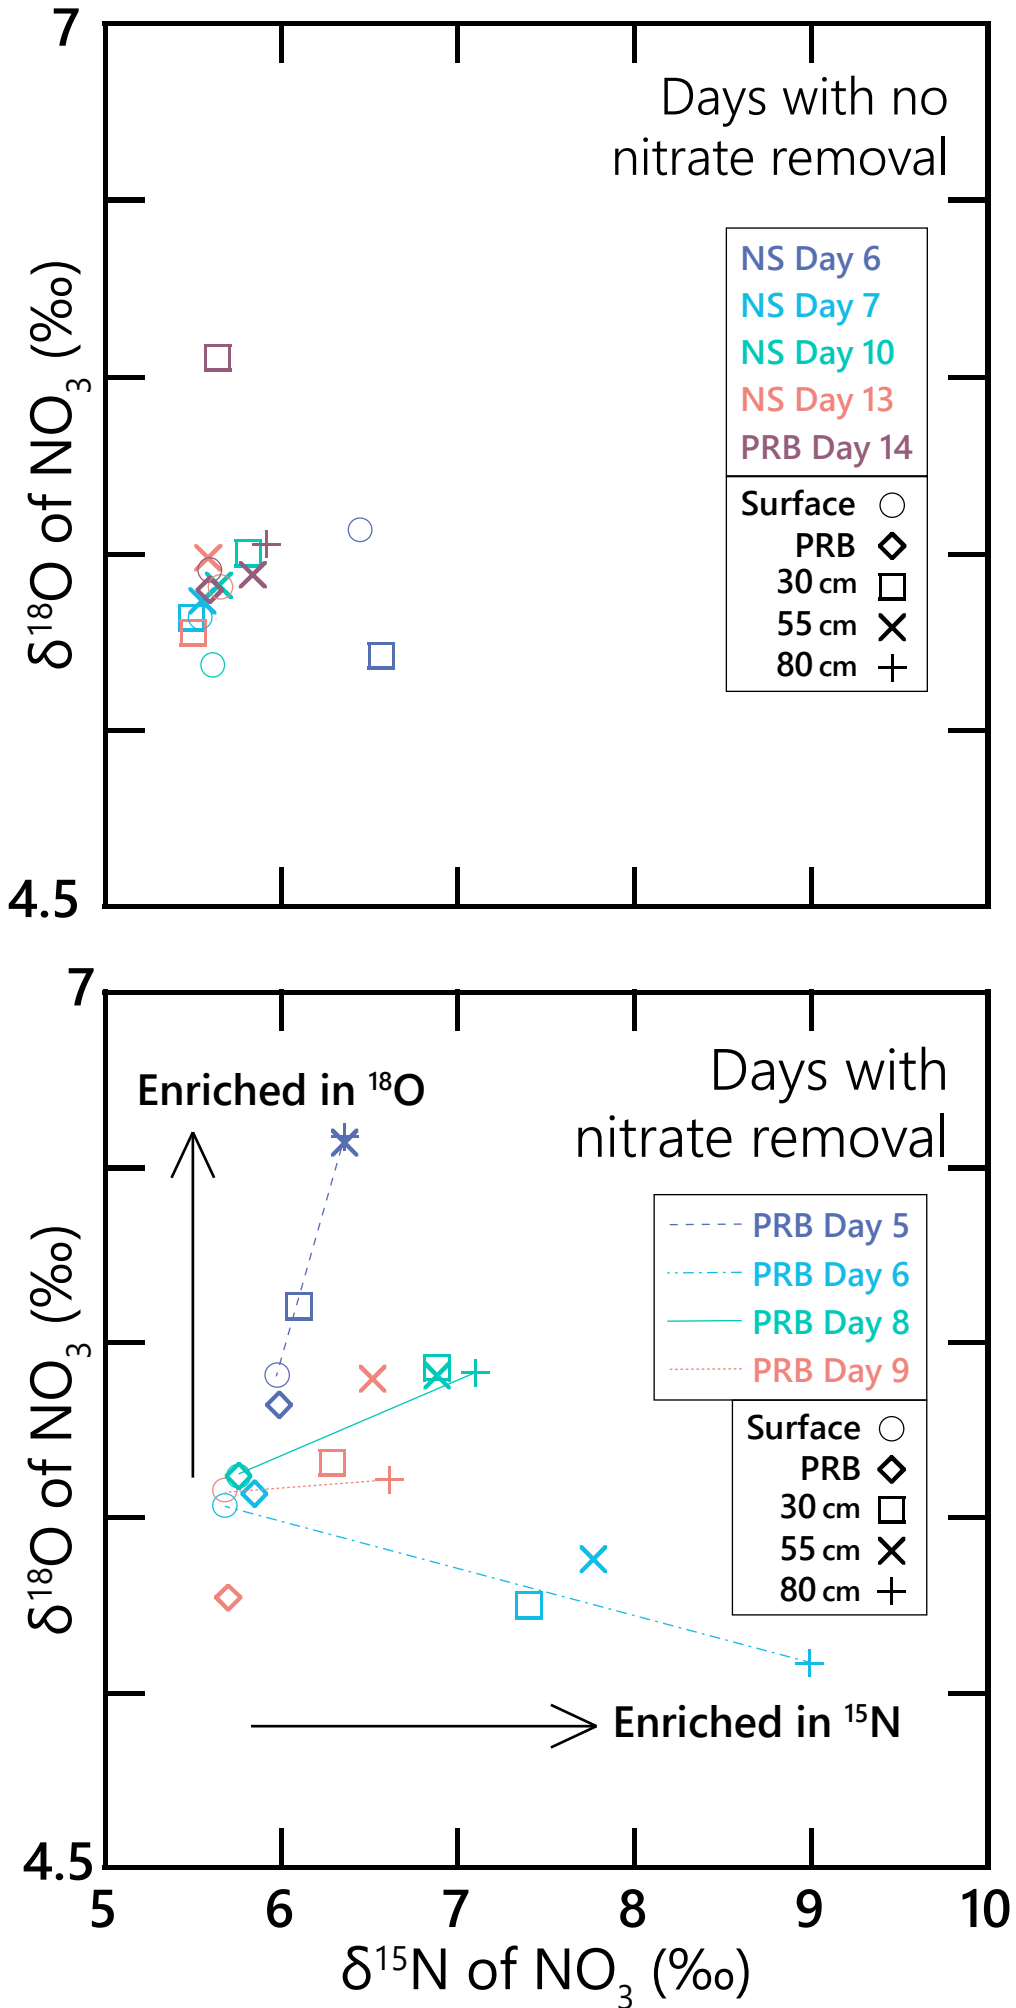 7
Days with no
nitrate removal
NS Day 6
NS Day 7
NS Day 10
NS Day 13
PRB Day 14
Surface
PRB
30 cm
55 cm
80 cm
δ¹⁸O of NO₃ (‰)
4.5
7
Enriched in ¹⁸O
Days with
nitrate removal
PRB Day 5
PRB Day 6
PRB Day 8
PRB Day 9
Surface
PRB
30 cm
55 cm
80 cm
δ¹⁸O of NO₃ (‰)
Enriched in ¹⁵N
4.5
5 6 7 8 9 10
δ¹⁵N of NO₃ (‰)